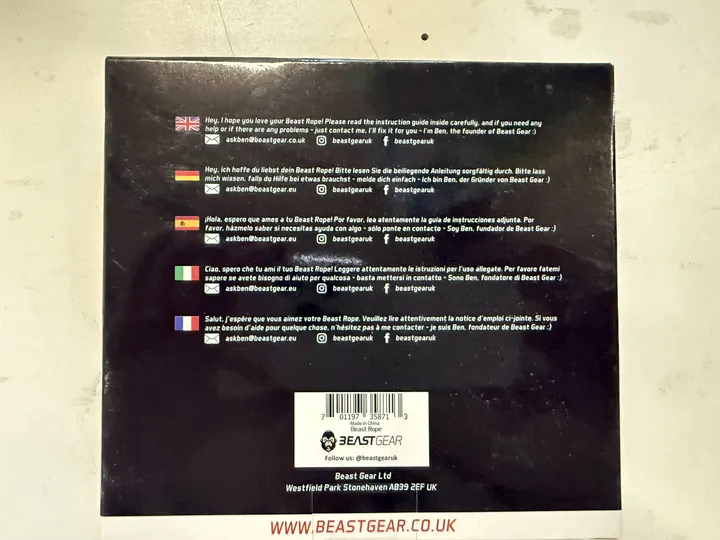 Hey, I hope you love your Beast Rope! Please read the instruction guide inside carefully, and if you need any
help or if there are any problems - just contact me, I'll fix it for you - I'm Ben, the founder of Beast Gear :)
askben@beastgear.co.uk beastgearuk beastgearuk
Hey, ich hoffe du liebst dein Beast Rope! Bitte lesen Sie die beiliegende Anleitung sorgfältig durch. Bitte lass
mich wissen, falls du Hilfe bei etwas brauchst - melde dich einfach - Ich bin Ben, der Gründer von Beast Gear :)
askben@beastgear.eu beastgearuk beastgearuk
¡Hola, espero que ames a tu Beast Rope! Por favor, lea atentamente la guía de instrucciones adjunta. Por
favor, házmelo saber si necesitas ayuda con algo - sólo ponte en contacto - Soy Ben, fundador de Beast Gear :)
askben@beastgear.eu beastgearuk beastgearuk
Ciao, spero che tu ami il tuo Beast Rope! Leggere attentamente le istruzioni per l'uso allegate. Per favore fatemi
sapere se avete bisogno di aiuto per qualcosa - basta mettersi in contatto - Sono Ben, fondatore di Beast Gear :)
askben@beastgear.eu beastgearuk beastgearuk
Salut, j'espère que vous aimez votre Beast Rope. Veuillez lire attentivement la notice d'emploi ci-jointe. Si vous
avez besoin d'aide pour quelque chose, n'hésitez pas à me contacter - je suis Ben, fondateur de Beast Gear :)
askben@beastgear.eu beastgearuk beastgearuk
7 01197 35871 3
Made in China
Beast Rope
BEASTGEAR
Follow us: @beastgearuk
Beast Gear Ltd
Westfield Park Stonehaven AB39 2EF UK
WWW.BEASTGEAR.CO.UK